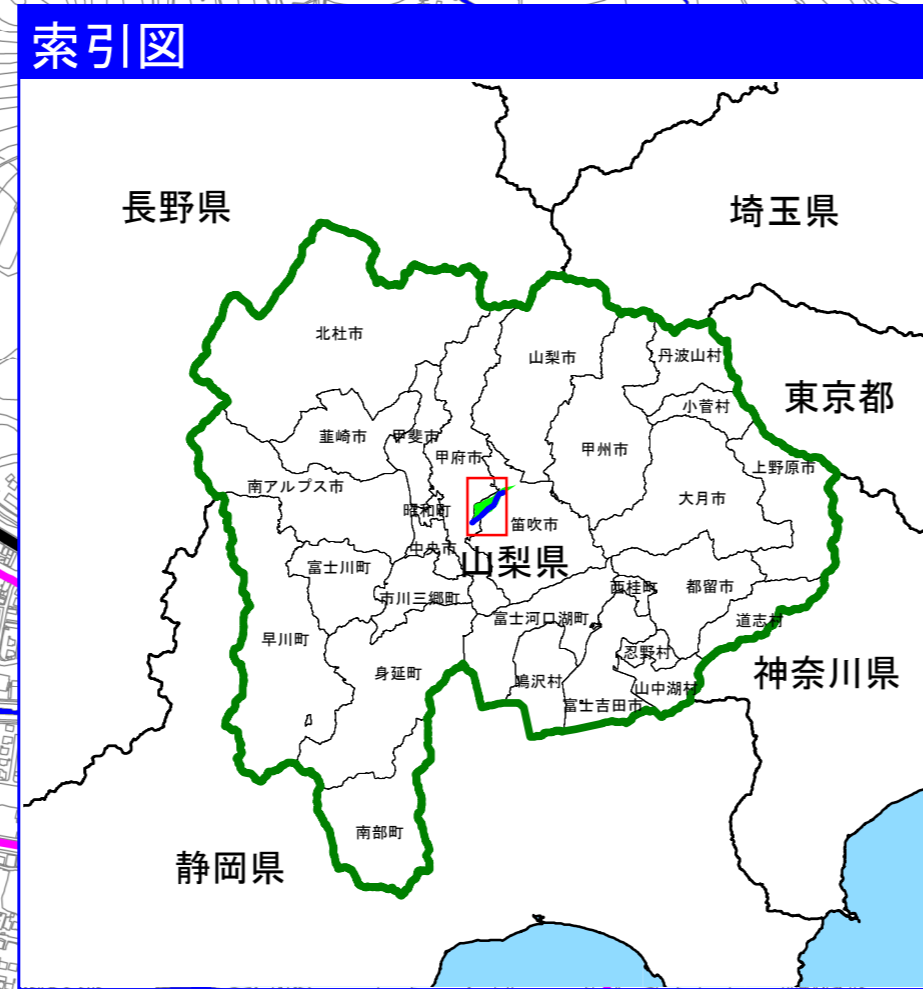 索引図
長野県
埼玉県
北杜市
山梨市
丹波山村
東京都
小菅村
韮崎市
甲斐市
甲府市
甲州市
上野原市
南アルプス市
大月市
昭和町
笛吹市
中央市
山梨県
富士川町
西桂町
都留市
市川三郷町
富士河口湖町
道志村
早川町
忍野村
身延町
鳴沢村
山中湖村
神奈川県
富士吉田市
南部町
静岡県